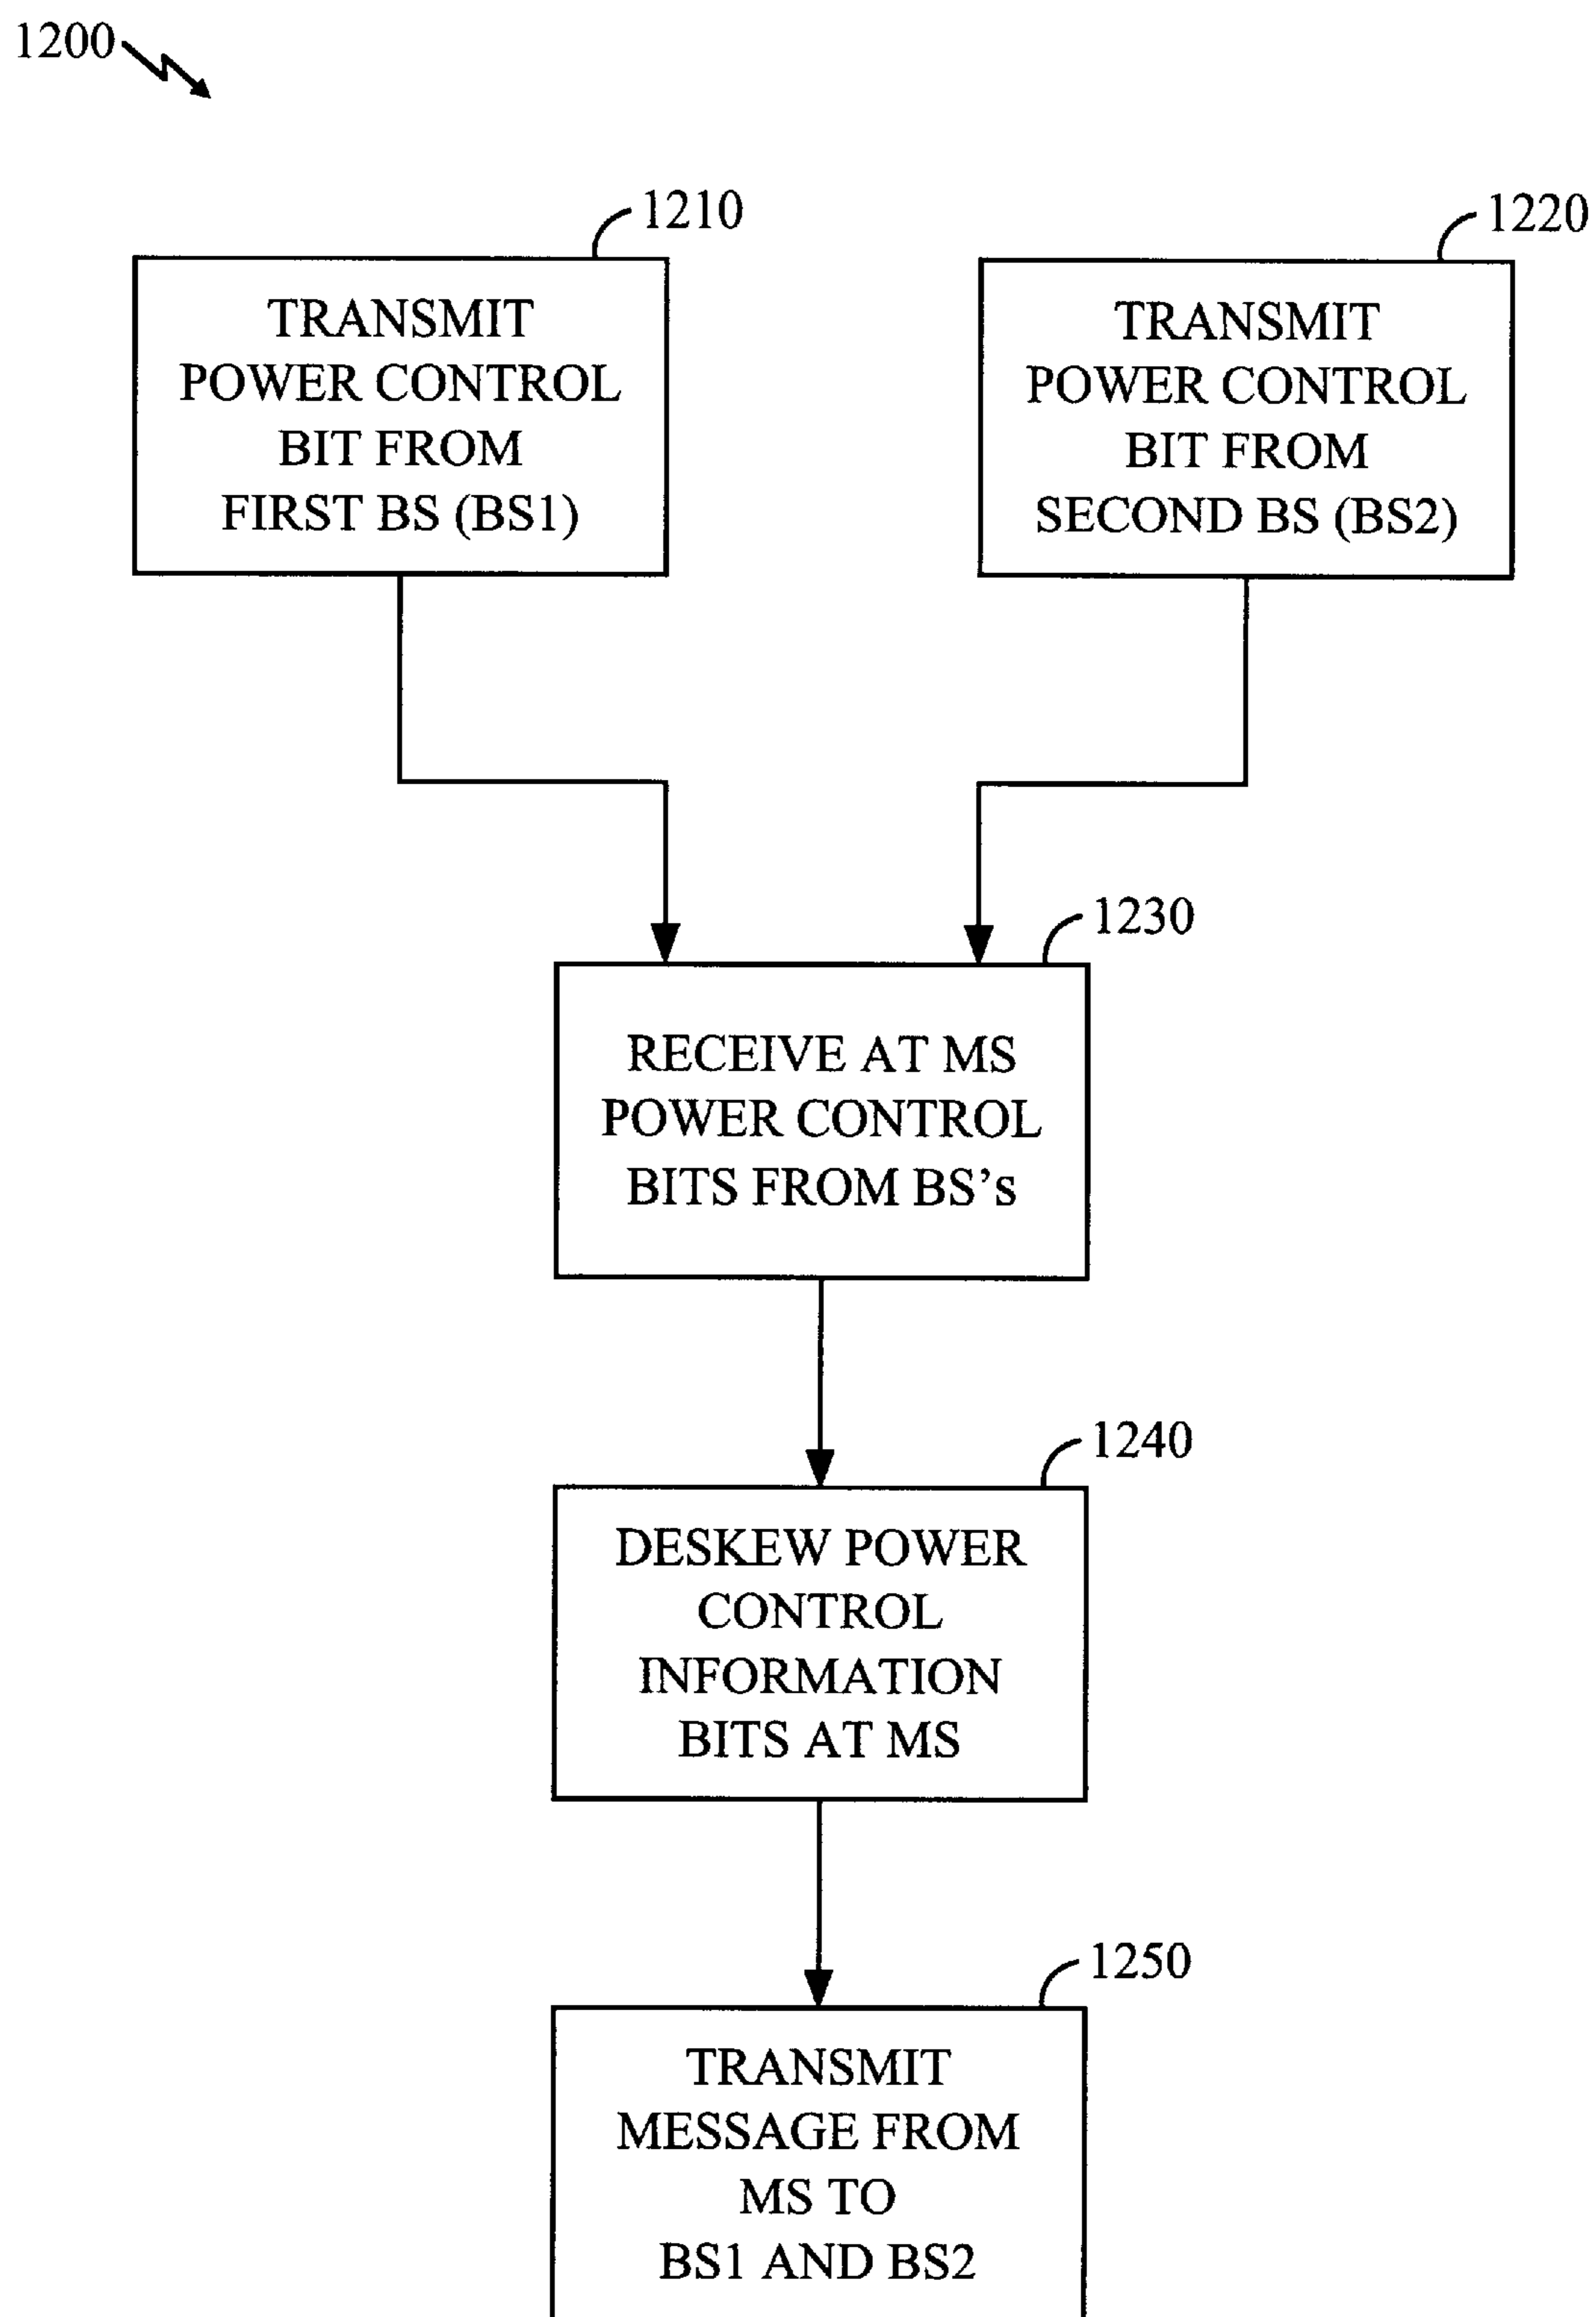 1200
1210
TRANSMIT
POWER CONTROL
BIT FROM
FIRST BS (BS1)
1220
TRANSMIT
POWER CONTROL
BIT FROM
SECOND BS (BS2)
1230
RECEIVE AT MS
POWER CONTROL
BITS FROM BS’s
1240
DESKEW POWER
CONTROL
INFORMATION
BITS AT MS
1250
TRANSMIT
MESSAGE FROM
MS TO
BS1 AND BS2